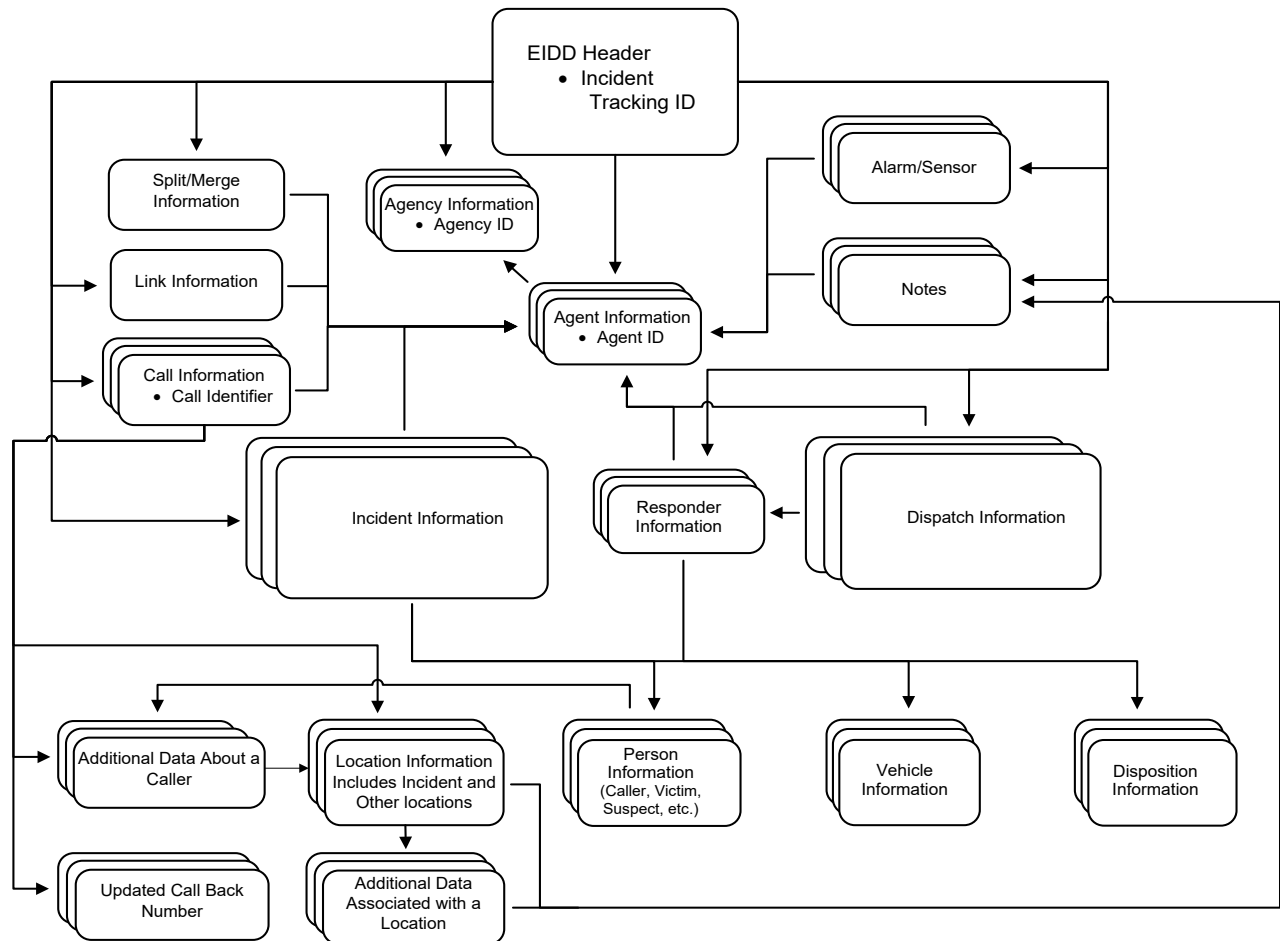 EIDD Header
• Incident
Tracking ID
Split/Merge
Information
Agency Information
• Agency ID
Alarm/Sensor
Link Information
Notes
Agent Information
• Agent ID
Call Information
• Call Identifier
Incident Information
Responder
Information
Dispatch Information
Additional Data About a
Caller
Location Information
Includes Incident and
Other locations
Person
Information
(Caller, Victim,
Suspect, etc.)
Vehicle
Information
Disposition
Information
Updated Call Back
Number
Additional Data
Associated with a
Location